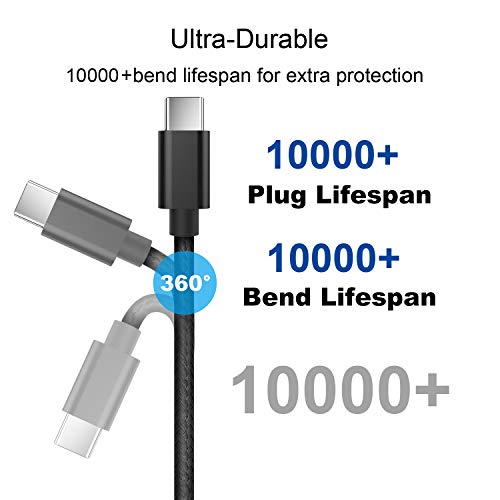 Ultra-Durable
10000+bend lifespan for extra protection
10000+
Plug Lifespan
10000+
Bend Lifespan
360°
10000+